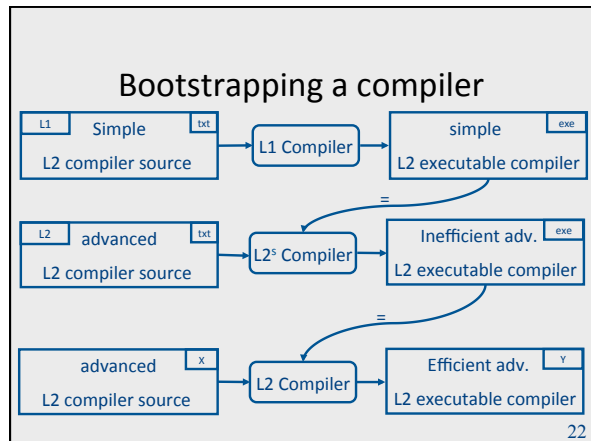 Bootstrapping a compiler
L1
Simple
txt
L2 compiler source
L1 Compiler
simple
exe
L2 executable compiler
=
L2
advanced
txt
L2 compiler source
L2s Compiler
Inefficient adv.
exe
L2 executable compiler
=
advanced
X
L2 compiler source
L2 Compiler
Efficient adv.
Y
L2 executable compiler
22